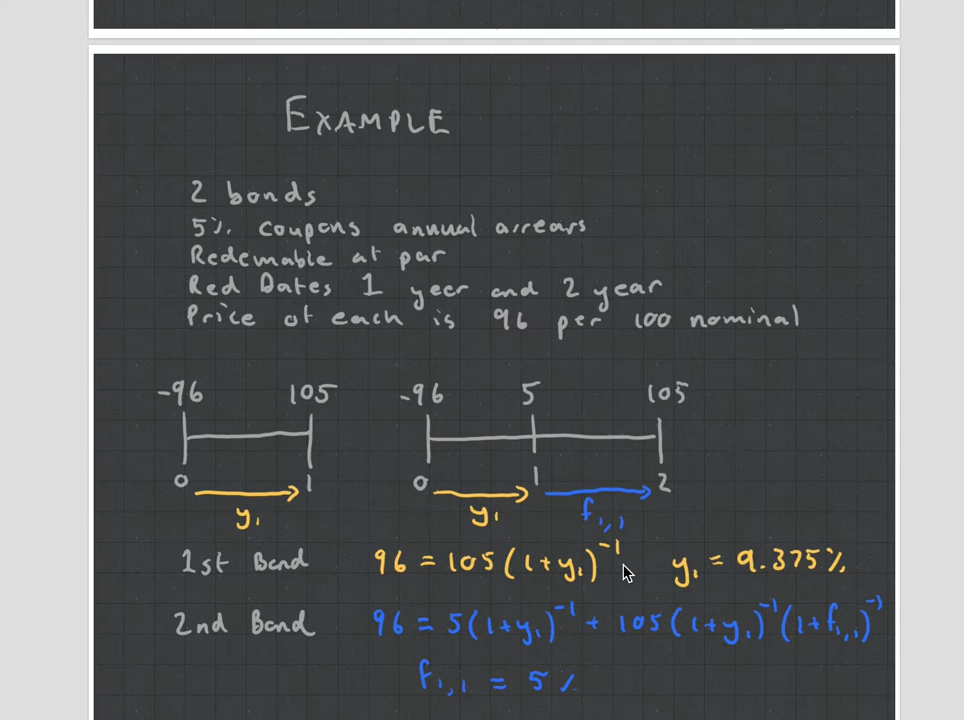 EXAMPLE
2 bonds
5% coupons annual arrears
Redemable at par
Red Dates 1 year and 2 year
Price of each is 96 per 100 nominal
-96 105 -96 5 105
0 1 0 1 2
y₁ y₁ f₁,₁
1st Bond 96 = 105(1+y₁)⁻¹ y₁ = 9.375%
2nd Bond 96 = 5(1+y₁)⁻¹ + 105(1+y₁)⁻¹(1+f₁,₁)⁻¹
f₁,₁ = 5%